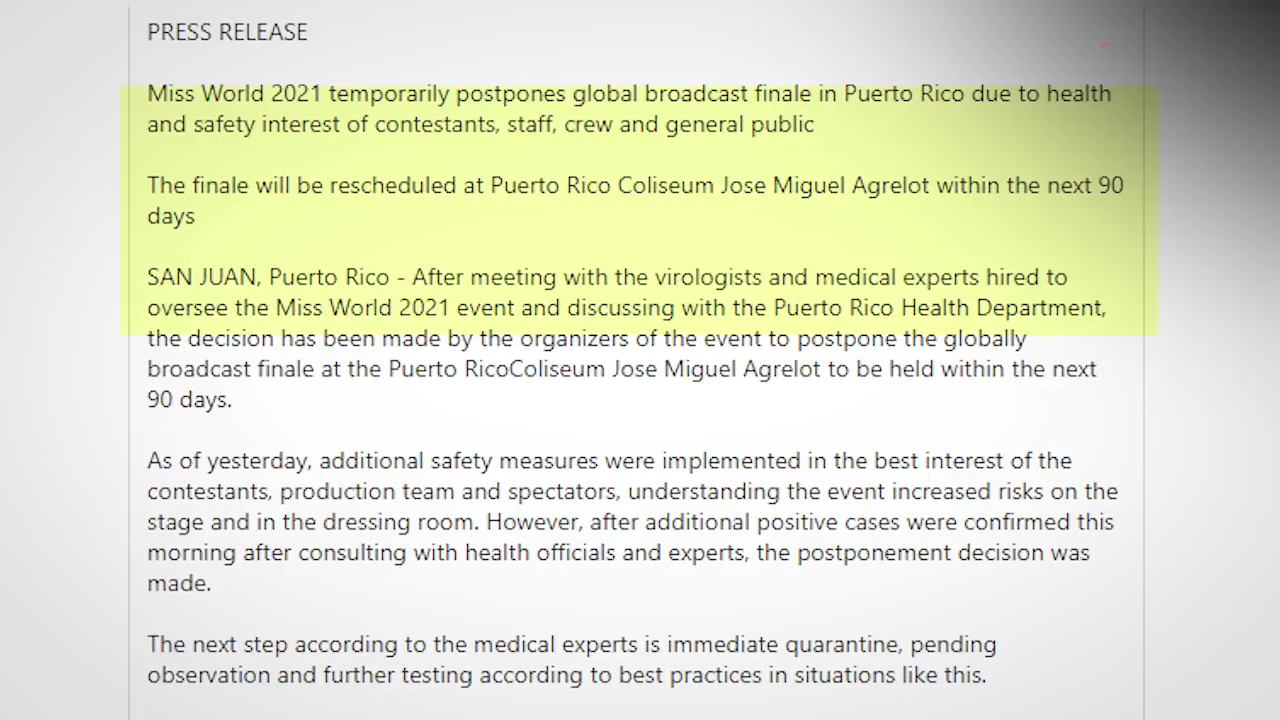 PRESS RELEASE
Miss World 2021 temporarily postpones global broadcast finale in Puerto Rico due to health
and safety interest of contestants, staff, crew and general public
The finale will be rescheduled at Puerto Rico Coliseum Jose Miguel Agrelot within the next 90
days
SAN JUAN, Puerto Rico - After meeting with the virologists and medical experts hired to
oversee the Miss World 2021 event and discussing with the Puerto Rico Health Department,
the decision has been made by the organizers of the event to postpone the globally
broadcast finale at the Puerto RicoColiseum Jose Miguel Agrelot to be held within the next
90 days.
As of yesterday, additional safety measures were implemented in the best interest of the
contestants, production team and spectators, understanding the event increased risks on the
stage and in the dressing room. However, after additional positive cases were confirmed this
morning after consulting with health officials and experts, the postponement decision was
made.
The next step according to the medical experts is immediate quarantine, pending
observation and further testing according to best practices in situations like this.